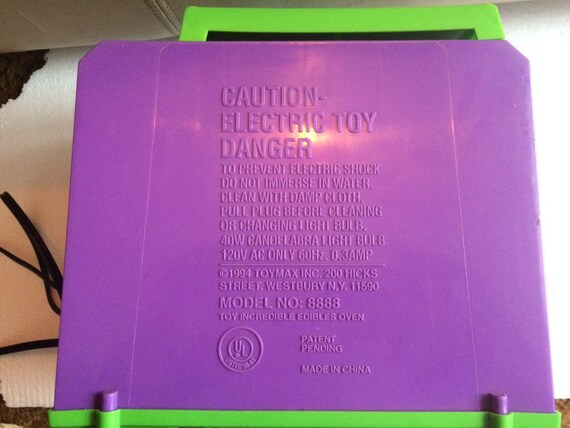 CAUTION-
ELECTRIC TOY
DANGER
TO PREVENT ELECTRIC SHOCK
DO NOT IMMERSE IN WATER.
CLEAN WITH DAMP CLOTH.
PULL PLUG BEFORE CLEANING
OR CHANGING LIGHT BULB.
40W CANDELABRA LIGHT BULB
120V AC ONLY 60Hz. 0.3AMP
©1994 TOYMAX INC. 200 HICKS
STREET, WESTBURY N.Y. 11590
MODEL NO: 8888
TOY INCREDIBLE EDIBLES OVEN
UL
PATENT
PENDING
MADE IN CHINA